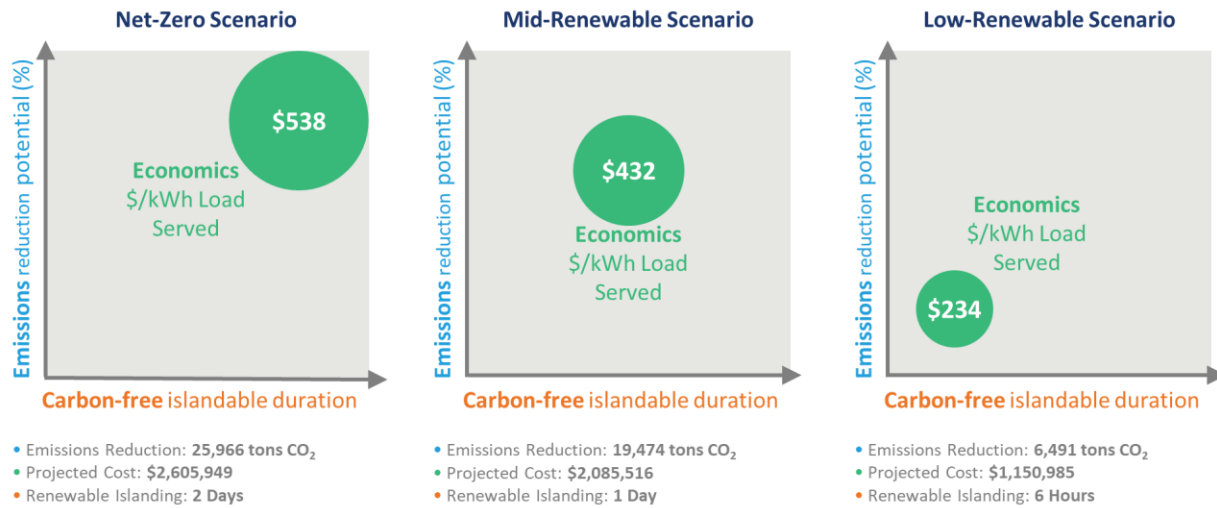 Net-Zero Scenario
Emissions reduction potential (%)
$538
Economics
$/kWh Load
Served
Carbon-free islandable duration
• Emissions Reduction: 25,966 tons CO₂
• Projected Cost: $2,605,949
• Renewable Islanding: 2 Days
Mid-Renewable Scenario
Emissions reduction potential (%)
$432
Economics
$/kWh Load
Served
Carbon-free islandable duration
• Emissions Reduction: 19,474 tons CO₂
• Projected Cost: $2,085,516
• Renewable Islanding: 1 Day
Low-Renewable Scenario
Emissions reduction potential (%)
Economics
$/kWh Load
Served
$234
Carbon-free islandable duration
• Emissions Reduction: 6,491 tons CO₂
• Projected Cost: $1,150,985
• Renewable Islanding: 6 Hours